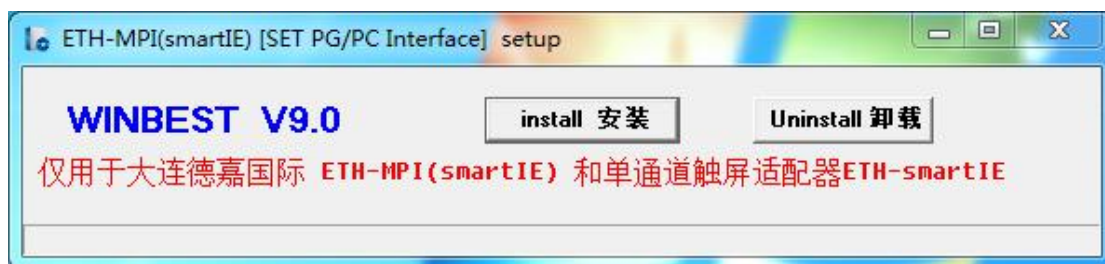 ETH-MPI(smartIE) [SET PG/PC Interface] setup
WINBEST V9.0 install 安装 Uninstall 卸载
仅用于大连德嘉国际 ETH-MPI(smartIE) 和单通道触屏适配器ETH-smartIE